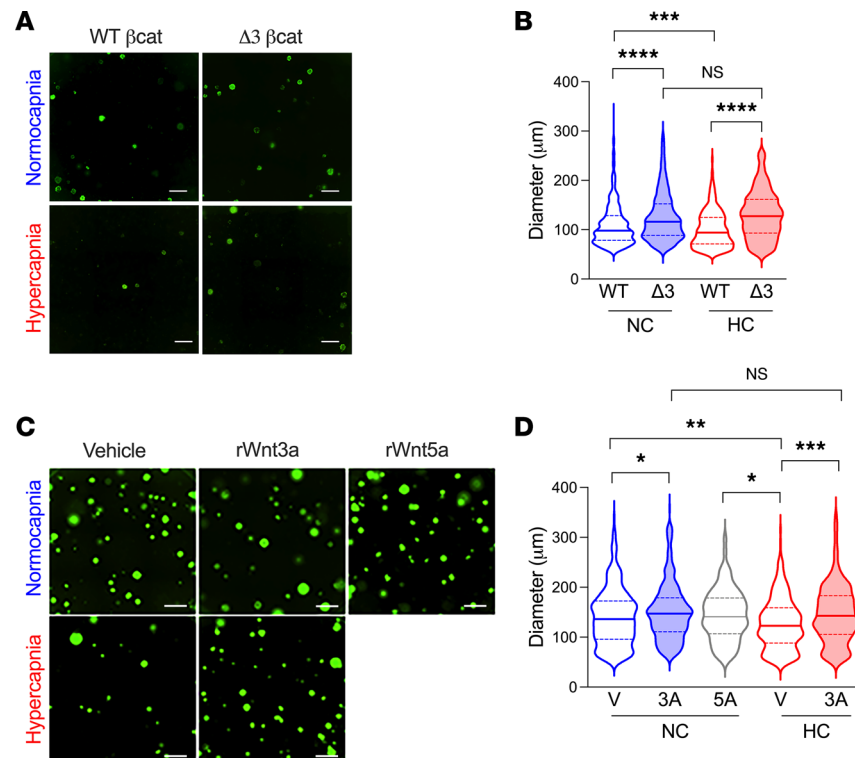 A
WT βcat
Δ3 βcat
Normocapnia
Hypercapnia
B
***
****
NS
****
Diameter (μm)
400
300
200
100
0
WT
Δ3
WT
Δ3
NC
HC
C
Vehicle
rWnt3a
rWnt5a
Normocapnia
Hypercapnia
D
NS
**
*
*
***
Diameter (μm)
400
300
200
100
0
V
3A
5A
V
3A
NC
HC